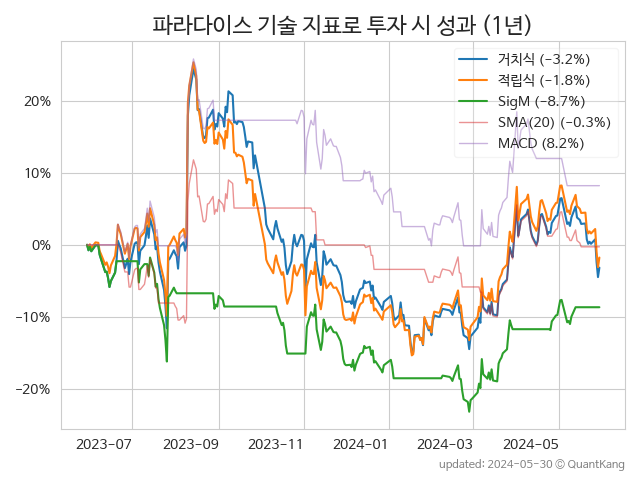 파라다이스 기술 지표로 투자 시 성과 (1년)
거치식 (−3.2%)
적립식 (−1.8%)
SigM (−8.7%)
SMA(20) (−0.3%)
MACD (8.2%)
20%
10%
0%
−10%
−20%
2023-07 2023-09 2023-11 2024-01 2024-03 2024-05
updated: 2024-05-30 © QuantKang